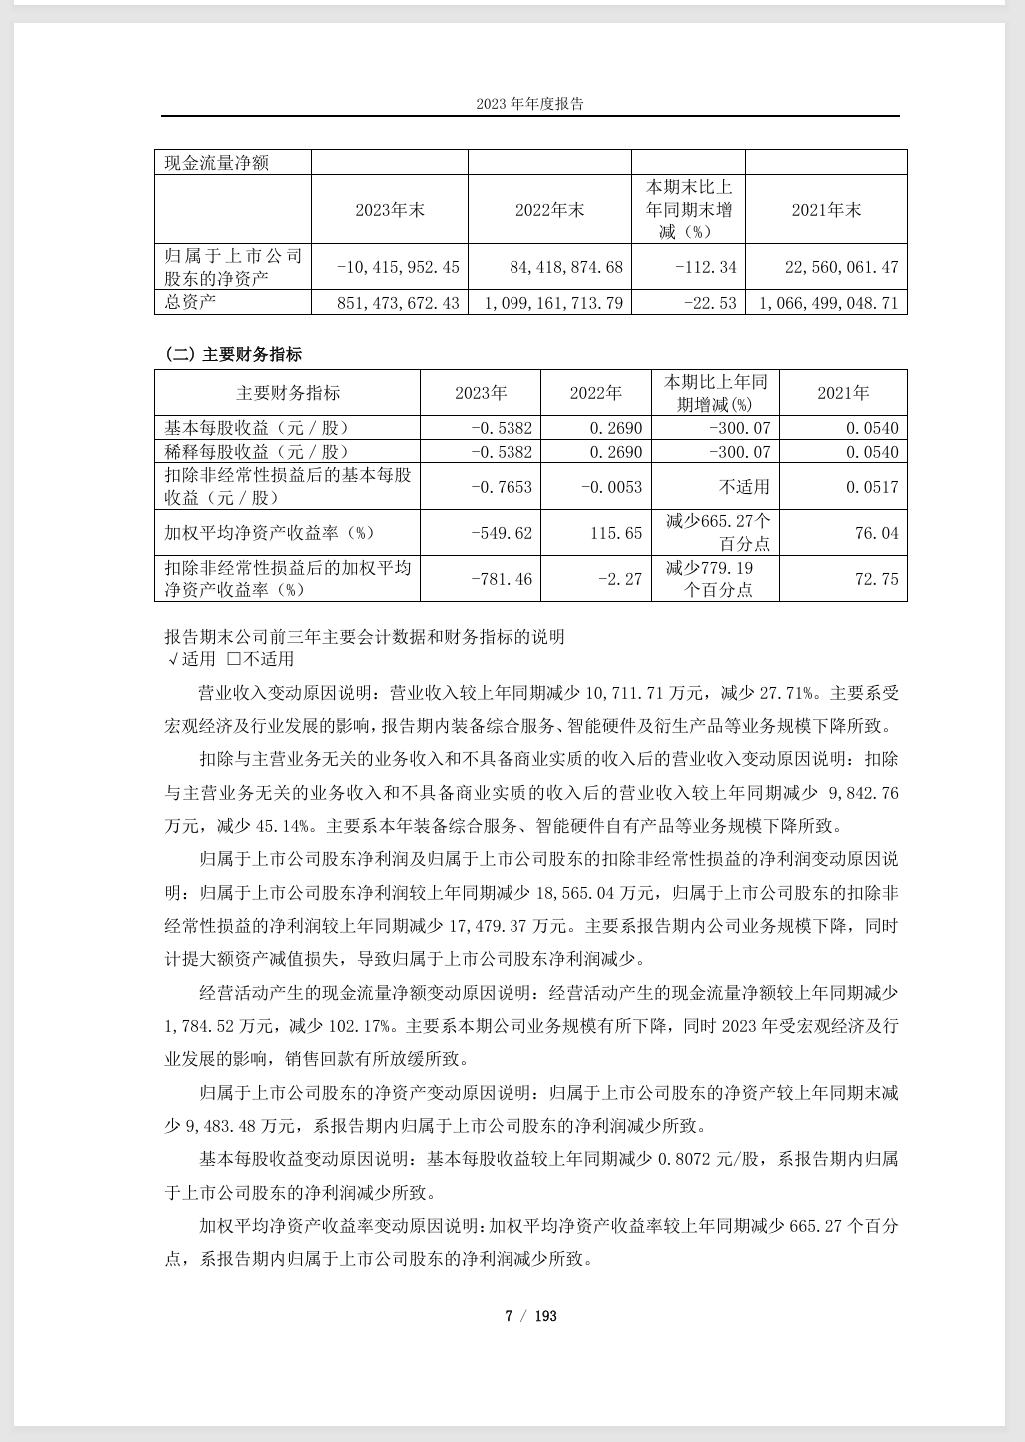 2023 年年度报告
现金流量净额
2023年末 2022年末 本期末比上年同期末增减（%） 2021年末
归属于上市公司股东的净资产 -10,415,952.45 84,418,874.68 -112.34 22,560,061.47
总资产 851,473,672.43 1,099,161,713.79 -22.53 1,066,499,048.71
(二) 主要财务指标
主要财务指标 2023年 2022年 本期比上年同期增减(%) 2021年
基本每股收益（元／股） -0.5382 0.2690 -300.07 0.0540
稀释每股收益（元／股） -0.5382 0.2690 -300.07 0.0540
扣除非经常性损益后的基本每股收益（元／股） -0.7653 -0.0053 不适用 0.0517
加权平均净资产收益率（%） -549.62 115.65 减少665.27个百分点 76.04
扣除非经常性损益后的加权平均净资产收益率（%） -781.46 -2.27 减少779.19个百分点 72.75
报告期末公司前三年主要会计数据和财务指标的说明
√适用 □不适用
营业收入变动原因说明：营业收入较上年同期减少 10,711.71 万元，减少 27.71%。主要系受
宏观经济及行业发展的影响，报告期内装备综合服务、智能硬件及衍生产品等业务规模下降所致。
扣除与主营业务无关的业务收入和不具备商业实质的收入后的营业收入变动原因说明：扣除
与主营业务无关的业务收入和不具备商业实质的收入后的营业收入较上年同期减少 9,842.76
万元，减少 45.14%。主要系本年装备综合服务、智能硬件自有产品等业务规模下降所致。
归属于上市公司股东净利润及归属于上市公司股东的扣除非经常性损益的净利润变动原因说
明：归属于上市公司股东净利润较上年同期减少 18,565.04 万元，归属于上市公司股东的扣除非
经常性损益的净利润较上年同期减少 17,479.37 万元。主要系报告期内公司业务规模下降，同时
计提大额资产减值损失，导致归属于上市公司股东净利润减少。
经营活动产生的现金流量净额变动原因说明：经营活动产生的现金流量净额较上年同期减少
1,784.52 万元，减少 102.17%。主要系本期公司业务规模有所下降，同时 2023 年受宏观经济及行
业发展的影响，销售回款有所放缓所致。
归属于上市公司股东的净资产变动原因说明：归属于上市公司股东的净资产较上年同期末减
少 9,483.48 万元，系报告期内归属于上市公司股东的净利润减少所致。
基本每股收益变动原因说明：基本每股收益较上年同期减少 0.8072 元/股，系报告期内归属
于上市公司股东的净利润减少所致。
加权平均净资产收益率变动原因说明：加权平均净资产收益率较上年同期减少 665.27 个百分
点，系报告期内归属于上市公司股东的净利润减少所致。
7 / 193